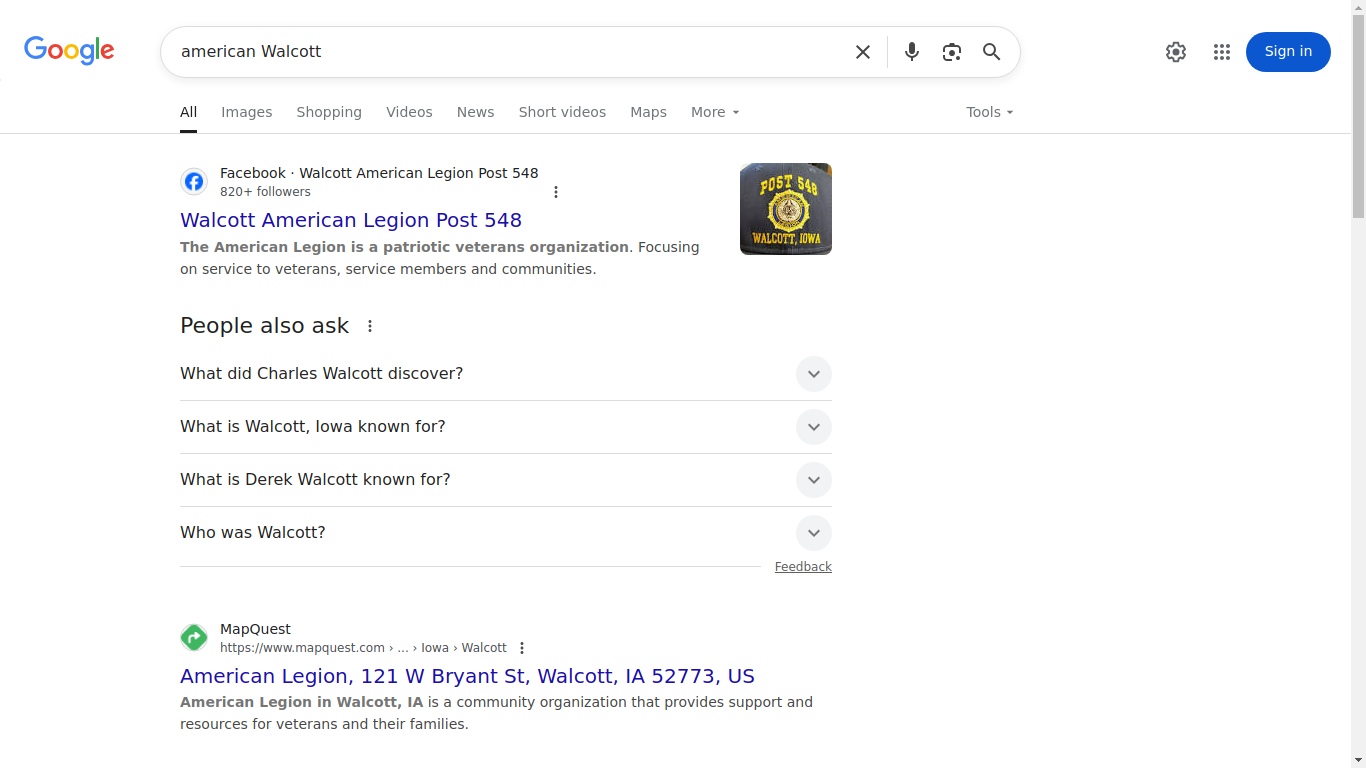 Google
american Walcott
Sign in
All
Images
Shopping
Videos
News
Short videos
Maps
More
Tools
Facebook · Walcott American Legion Post 548
820+ followers
Walcott American Legion Post 548
The American Legion is a patriotic veterans organization. Focusing
on service to veterans, service members and communities.
POST 548
WALCOTT, IOWA
People also ask
What did Charles Walcott discover?
What is Walcott, Iowa known for?
What is Derek Walcott known for?
Who was Walcott?
Feedback
MapQuest
https://www.mapquest.com › ... › Iowa › Walcott
American Legion, 121 W Bryant St, Walcott, IA 52773, US
American Legion in Walcott, IA is a community organization that provides support and
resources for veterans and their families.